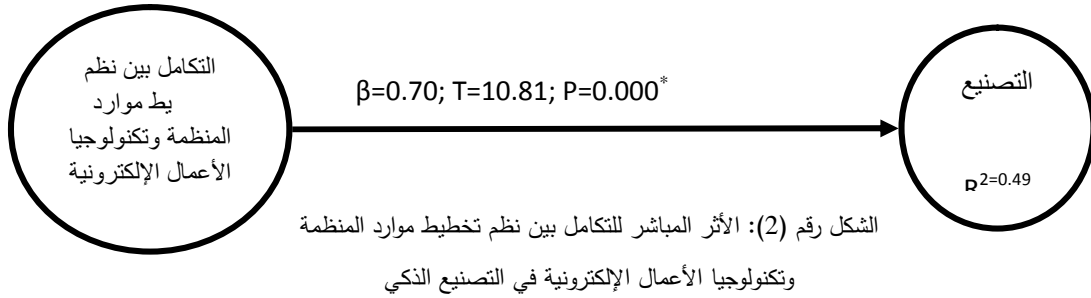 التكامل بين نظم
يط موارد
المنظمة وتكنولوجيا
الأعمال الإلكترونية
β=0.70; T=10.81; P=0.000*
التصنيع
R2=0.49
الشكل رقم (2): الأثر المباشر للتكامل بين نظم تخطيط موارد المنظمة
وتكنولوجيا الأعمال الإلكترونية في التصنيع الذكي